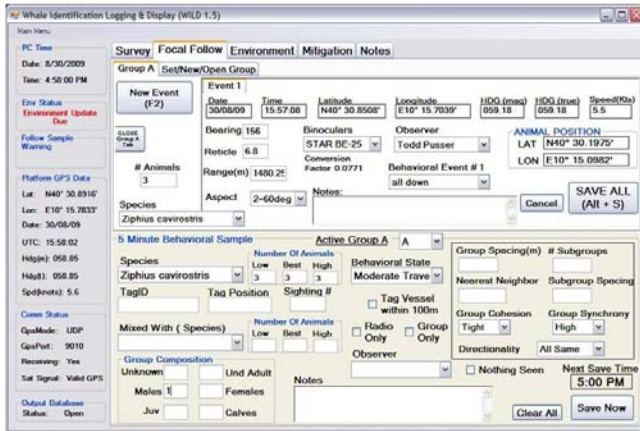 Whale Identification Logging & Display (WILD 1.5)
Main Menu
PC Time
Date: 8/30/2009
Time: 4:58:00 PM
Env Status
Environment Update
Due
Follow Sample
Warning
Platform GPS Data
Lat: N40° 30.8916'
Lon: E10° 15.7833'
Date: 30/08/09
UTC: 15:58:02
Hdg(m): 058.85
Hdg(t): 058.85
Spd(knots): 5.6
Comm Status
GpsMode: UDP
GpsPort: 9010
Receiving: Yes
Sat Signal: Valid GPS
Output Database
Status: Open
Survey Focal Follow Environment Mitigation Notes
Group A Set/New/Open Group
New Event
(F2)
CLOSE
Group A
Tab
# Animals
3
Species
Ziphius cavirostris
Event 1
Date Time Latitude Longitude HDG (mag) HDG (true) Speed(Kts)
30/08/09 15:57:08 N40° 30.8508' E10° 15.7039' 059.18 059.18 5.5
Bearing 156 Binoculars Observer
STAR BE-25 Todd Pusser
Reticle 6.8
Conversion
Factor 0.0771
Range(m) 1480.25
Behavioral Event # 1
all down
Aspect 2-60deg Notes:
ANIMAL POSITION
LAT N40° 30.1975'
LON E10° 15.0982'
Cancel
SAVE ALL
(Alt + S)
5 Minute Behavioral Sample Active Group A A
Species
Ziphius cavirostris
Number Of Animals
Low Best High
3 3 3
Behavioral State
Moderate Trave
TagID Tag Position Sighting #
Tag Vessel
within 100m
Mixed With ( Species)
Number Of Animals
Low Best High
Radio
Only
Group
Only
Observer
Group Composition
Unknown Und Adult
Males 1 Females
Juv Calves
Notes
Group Spacing(m) # Subgroups
Nearest Neighbor Subgroup Spacing
Group Cohesion Group Synchrony
Tight High
Directionality All Same
Nothing Seen
Next Save Time
5:00 PM
Clear All
Save Now